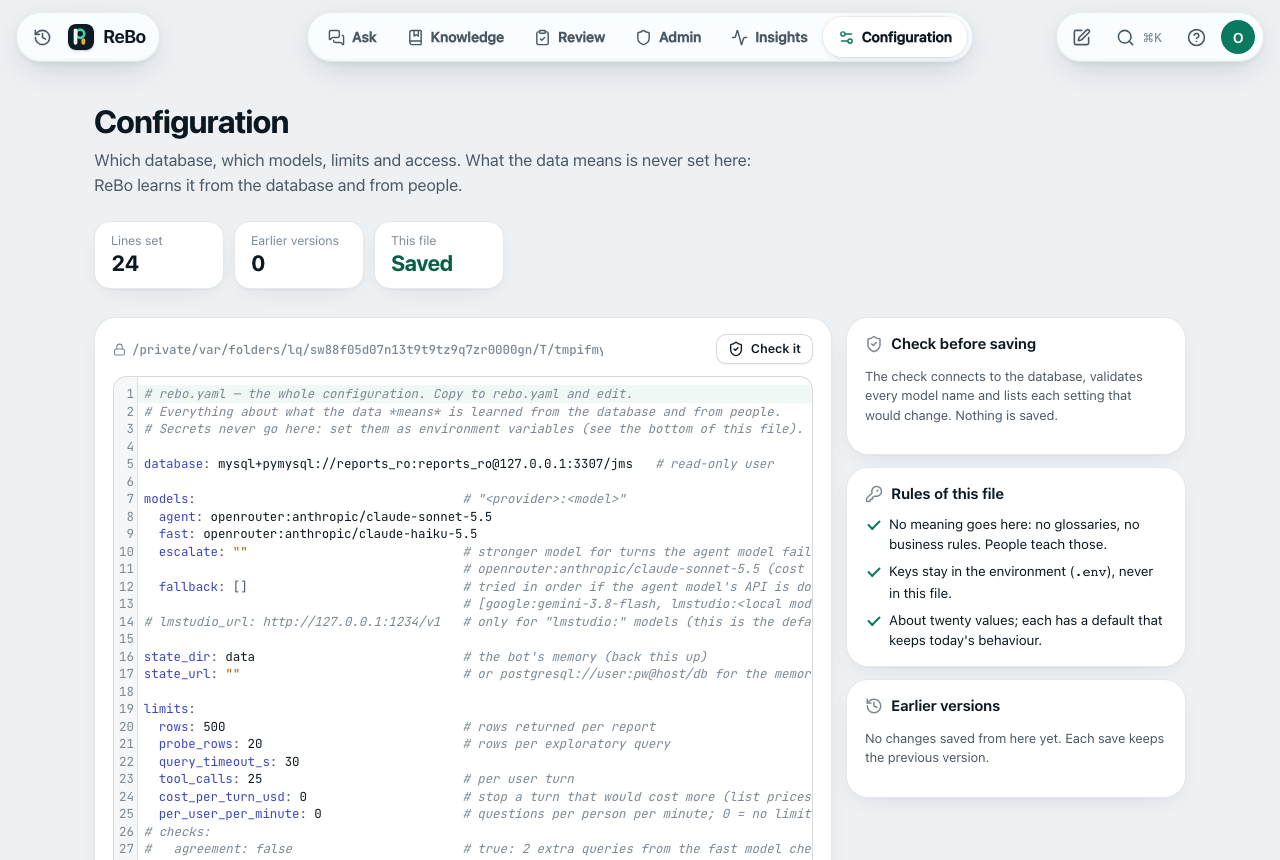 ReBo
Ask
Knowledge
Review
Admin
Insights
Configuration
⌘K
O
Configuration
Which database, which models, limits and access. What the data means is never set here:
ReBo learns it from the database and from people.
Lines set
24
Earlier versions
0
This file
Saved
/private/var/folders/lq/sw88f05d07n13t9t9tz9q7zr0000gn/T/tmpifmy
Check it
1 # rebo.yaml — the whole configuration. Copy to rebo.yaml and edit.
2 # Everything about what the data *means* is learned from the database and from people.
3 # Secrets never go here: set them as environment variables (see the bottom of this file).
4
5 database: mysql+pymysql://reports_ro:reports_ro@127.0.0.1:3307/jms # read-only user
6
7 models: # "<provider>:<model>"
8 agent: openrouter:anthropic/claude-sonnet-5.5
9 fast: openrouter:anthropic/claude-haiku-5.5
10 escalate: "" # stronger model for turns the agent model fail
11 # openrouter:anthropic/claude-sonnet-5.5 (cost
12 fallback: [] # tried in order if the agent model's API is do
13 # [google:gemini-3.8-flash, lmstudio:<local mod
14 # lmstudio_url: http://127.0.0.1:1234/v1 # only for "lmstudio:" models (this is the defa
15
16 state_dir: data # the bot's memory (back this up)
17 state_url: "" # or postgresql://user:pw@host/db for the memor
18
19 limits:
20 rows: 500 # rows returned per report
21 probe_rows: 20 # rows per exploratory query
22 query_timeout_s: 30
23 tool_calls: 25 # per user turn
24 cost_per_turn_usd: 0 # stop a turn that would cost more (list prices
25 per_user_per_minute: 0 # questions per person per minute; 0 = no limit
26 # checks:
27 # agreement: false # true: 2 extra queries from the fast model che
Check before saving
The check connects to the database, validates
every model name and lists each setting that
would change. Nothing is saved.
Rules of this file
No meaning goes here: no glossaries, no
business rules. People teach those.
Keys stay in the environment (.env), never
in this file.
About twenty values; each has a default that
keeps today's behaviour.
Earlier versions
No changes saved from here yet. Each save keeps
the previous version.